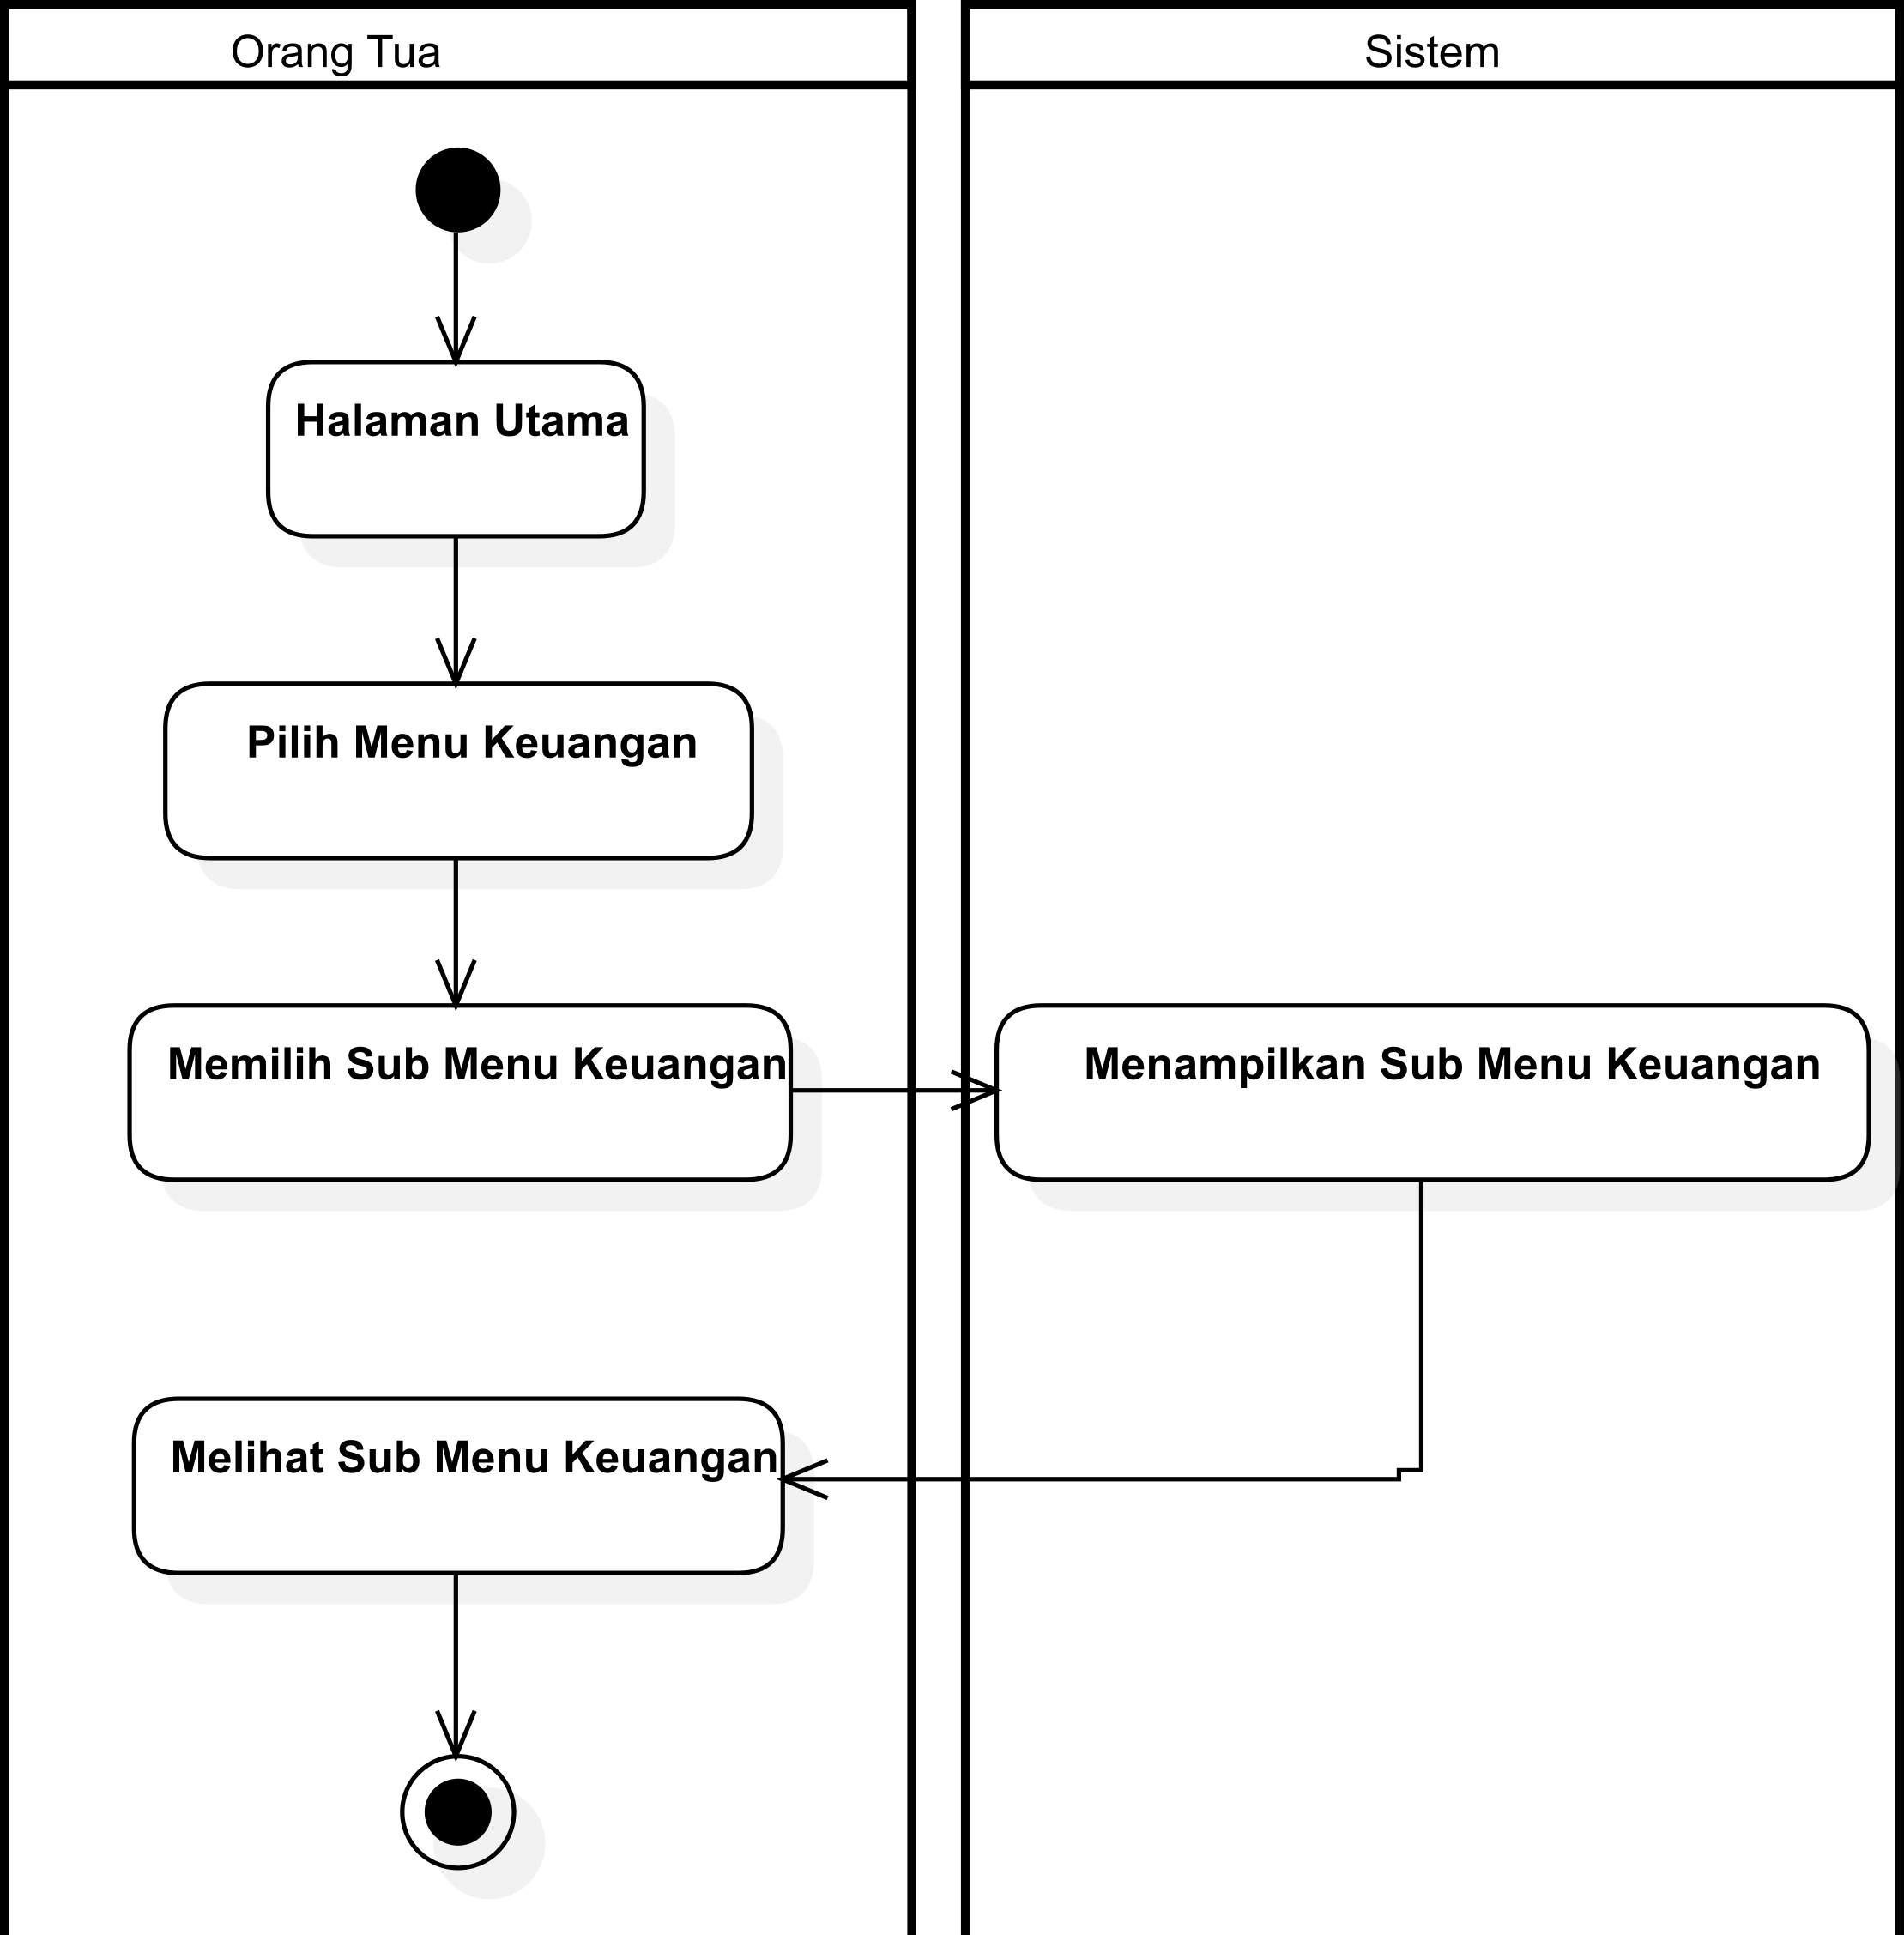 Orang Tua
Sistem
Halaman Utama
Pilih Menu Keuangan
Memilih Sub Menu Keuangan
Menampilkan Sub Menu Keuangan
Melihat Sub Menu Keuangan